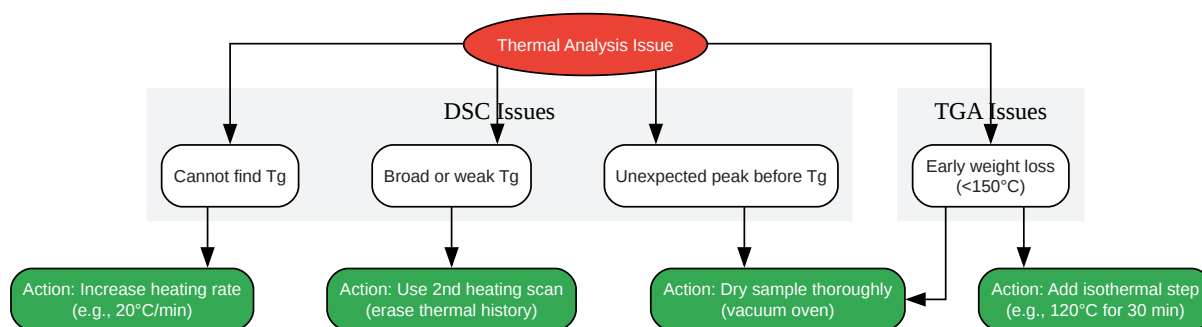 Thermal Analysis Issue
DSC Issues
TGA Issues
Cannot find Tg
Broad or weak Tg
Unexpected peak before Tg
Early weight loss
(<150°C)
Action: Increase heating rate
(e.g., 20°C/min)
Action: Use 2nd heating scan
(erase thermal history)
Action: Dry sample thoroughly
(vacuum oven)
Action: Add isothermal step
(e.g., 120°C for 30 min)